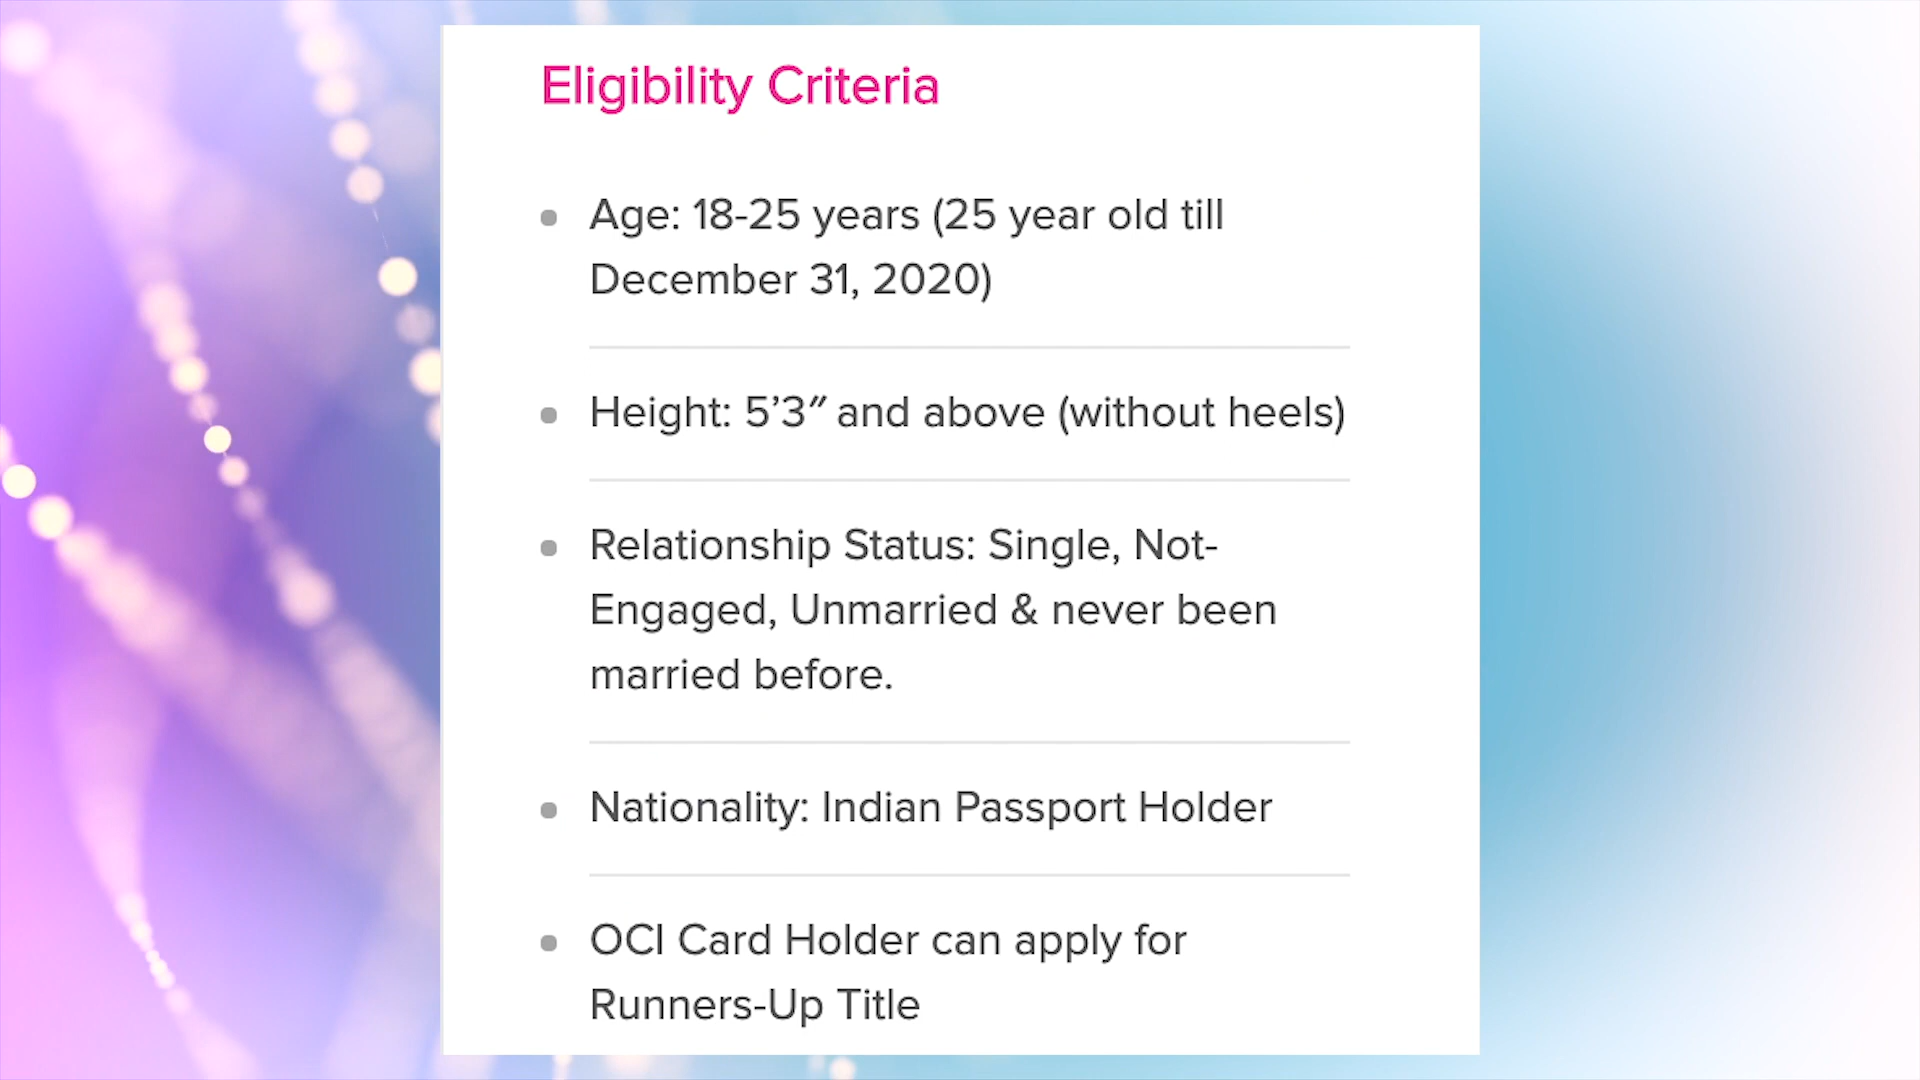 Eligibility Criteria
Age: 18-25 years (25 year old till
December 31, 2020)
Height: 5’3″ and above (without heels)
Relationship Status: Single, Not-
Engaged, Unmarried & never been
married before.
Nationality: Indian Passport Holder
OCI Card Holder can apply for
Runners-Up Title